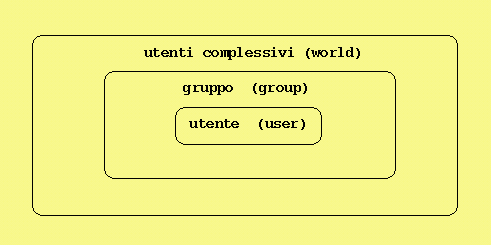 utenti complessivi (world)
gruppo (group)
utente (user)